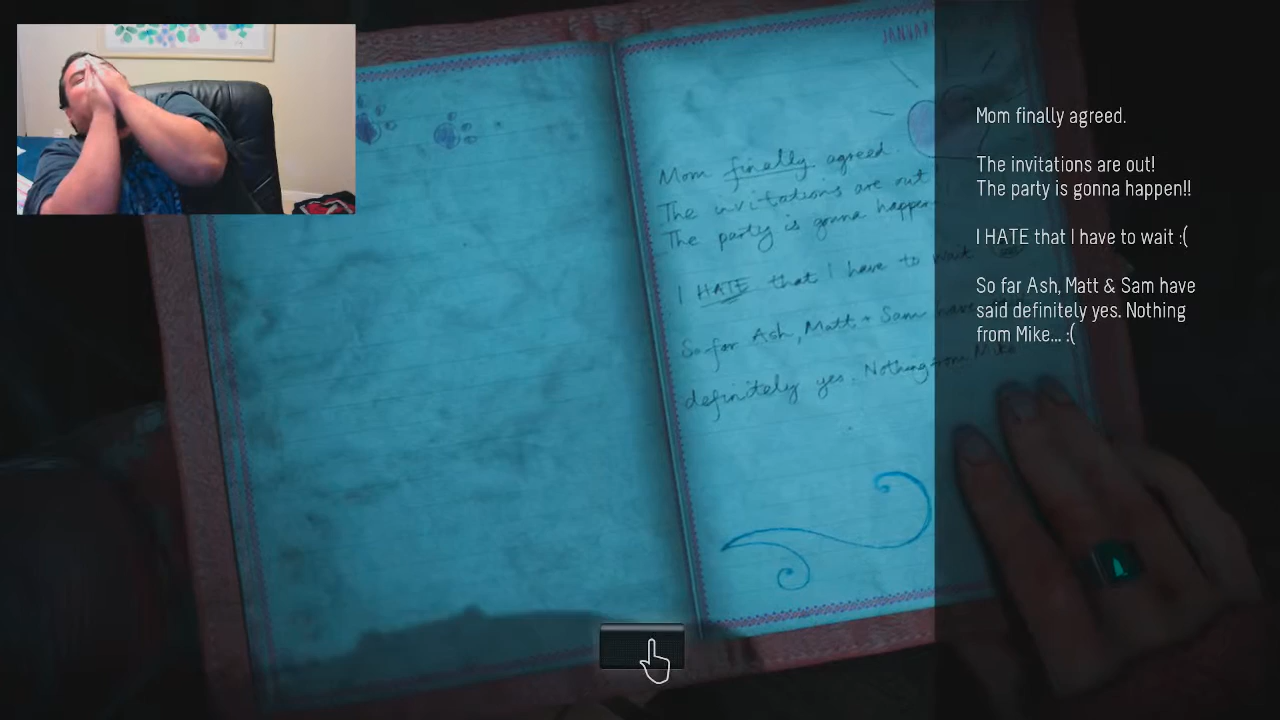 JANUAR
Mom finally agreed.
The invitations are out
The party is gonna happen
I HATE that I have to wait
So far Ash, Matt + Sam have
definitely yes. Nothing from Mike
Mom finally agreed.
The invitations are out!
The party is gonna happen!!
I HATE that I have to wait :(
So far Ash, Matt & Sam have
said definitely yes. Nothing
from Mike... :(